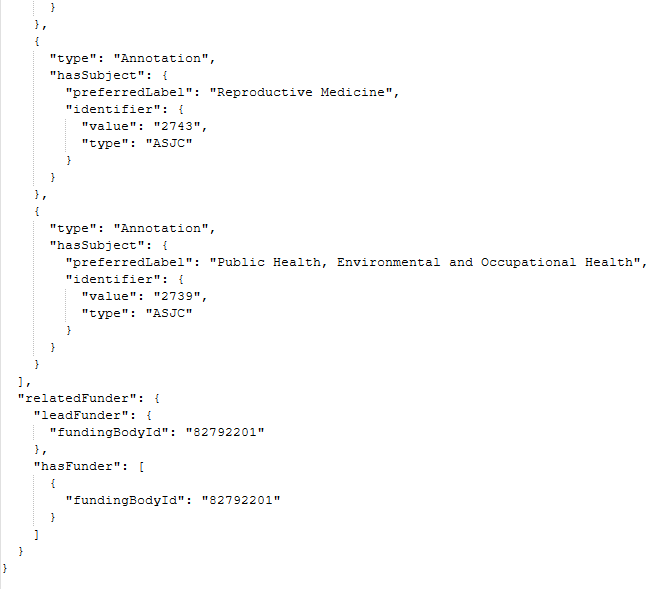 }
},
{
"type": "Annotation",
"hasSubject": {
"preferredLabel": "Reproductive Medicine",
"identifier": {
"value": "2743",
"type": "ASJC"
}
}
},
{
"type": "Annotation",
"hasSubject": {
"preferredLabel": "Public Health, Environmental and Occupational Health",
"identifier": {
"value": "2739",
"type": "ASJC"
}
}
}
],
"relatedFunder": {
"leadFunder": {
"fundingBodyId": "82792201"
},
"hasFunder": [
{
"fundingBodyId": "82792201"
}
]
}
}